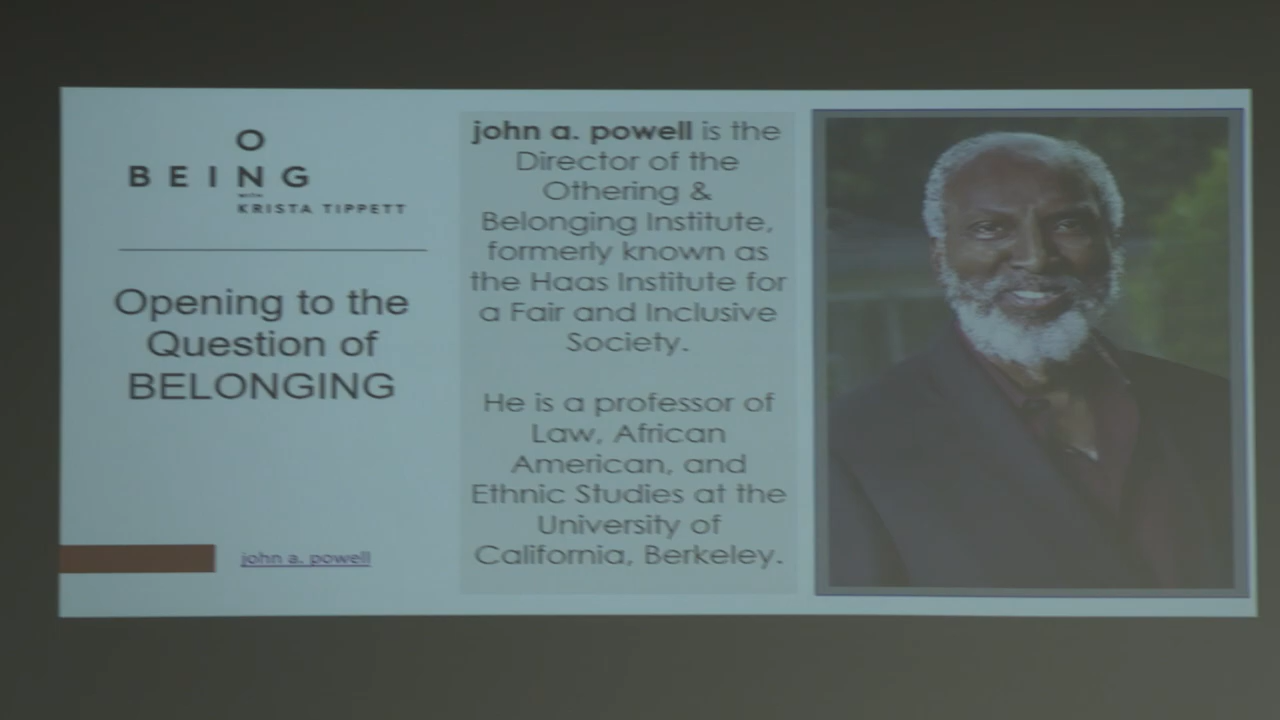 O
BEING
with
KRISTA TIPPETT
Opening to the
Question of
BELONGING
john a. powell
john a. powell is the
Director of the
Othering &
Belonging Institute,
formerly known as
the Haas Institute for
a Fair and Inclusive
Society.
He is a professor of
Law, African
American, and
Ethnic Studies at the
University of
California, Berkeley.